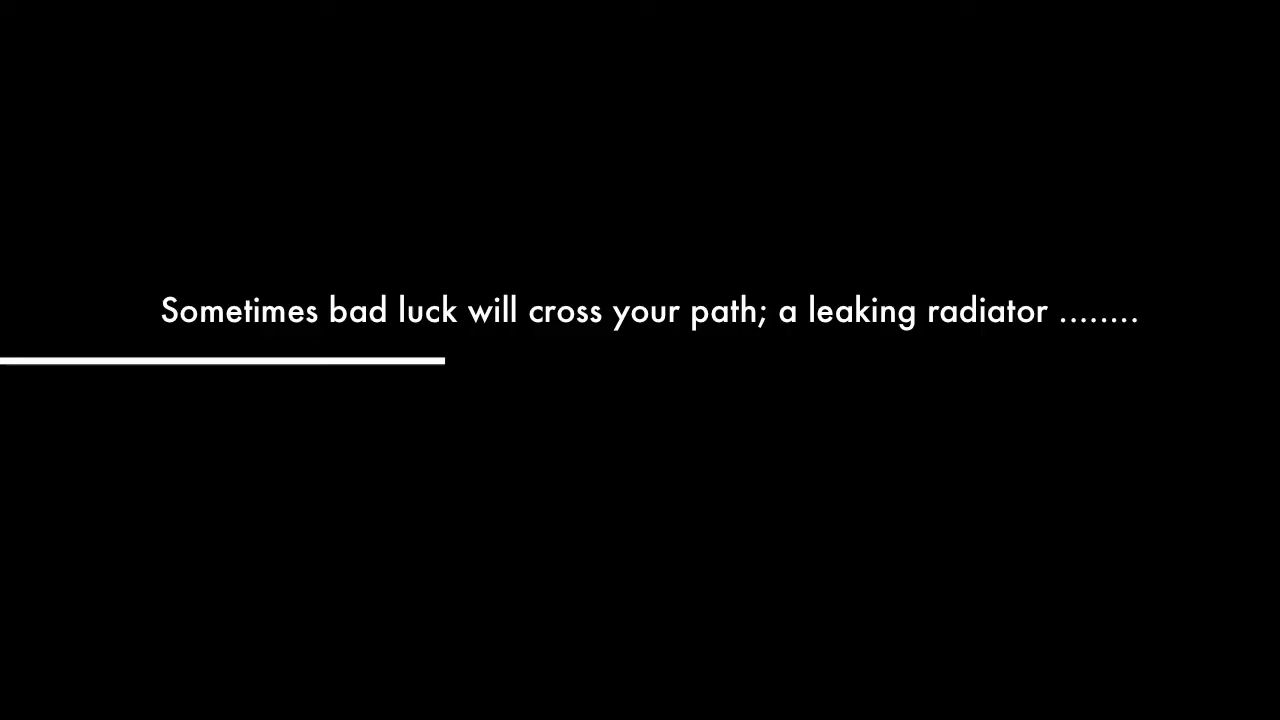 Sometimes bad luck will cross your path; a leaking radiator ........